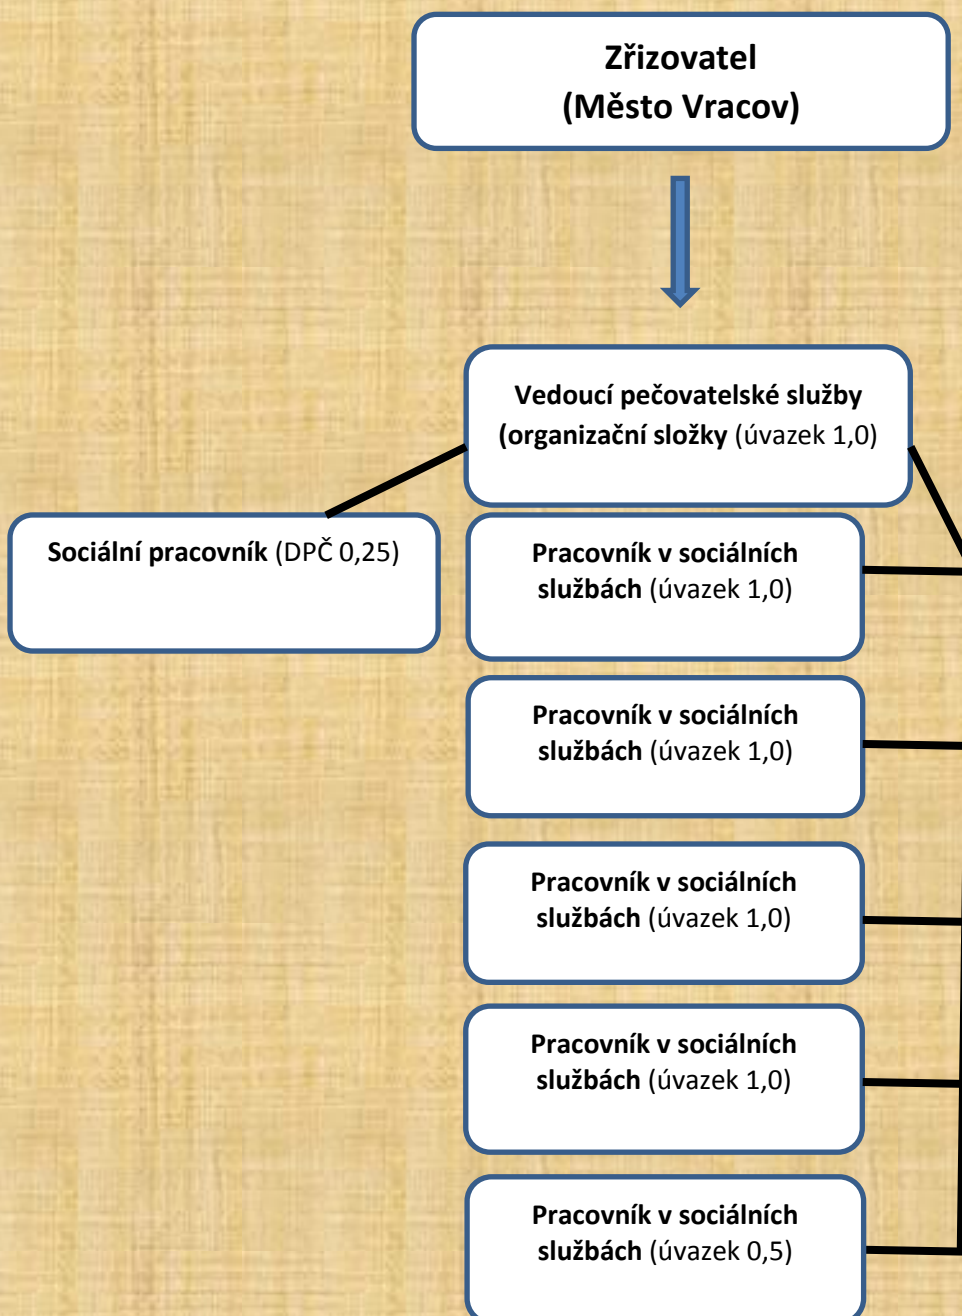 Zřizovatel
(Město Vracov)
Vedoucí pečovatelské služby
(organizační složky (úvazek 1,0)
Sociální pracovník (DPČ 0,25)
Pracovník v sociálních
službách (úvazek 1,0)
Pracovník v sociálních
službách (úvazek 1,0)
Pracovník v sociálních
službách (úvazek 1,0)
Pracovník v sociálních
službách (úvazek 1,0)
Pracovník v sociálních
službách (úvazek 0,5)